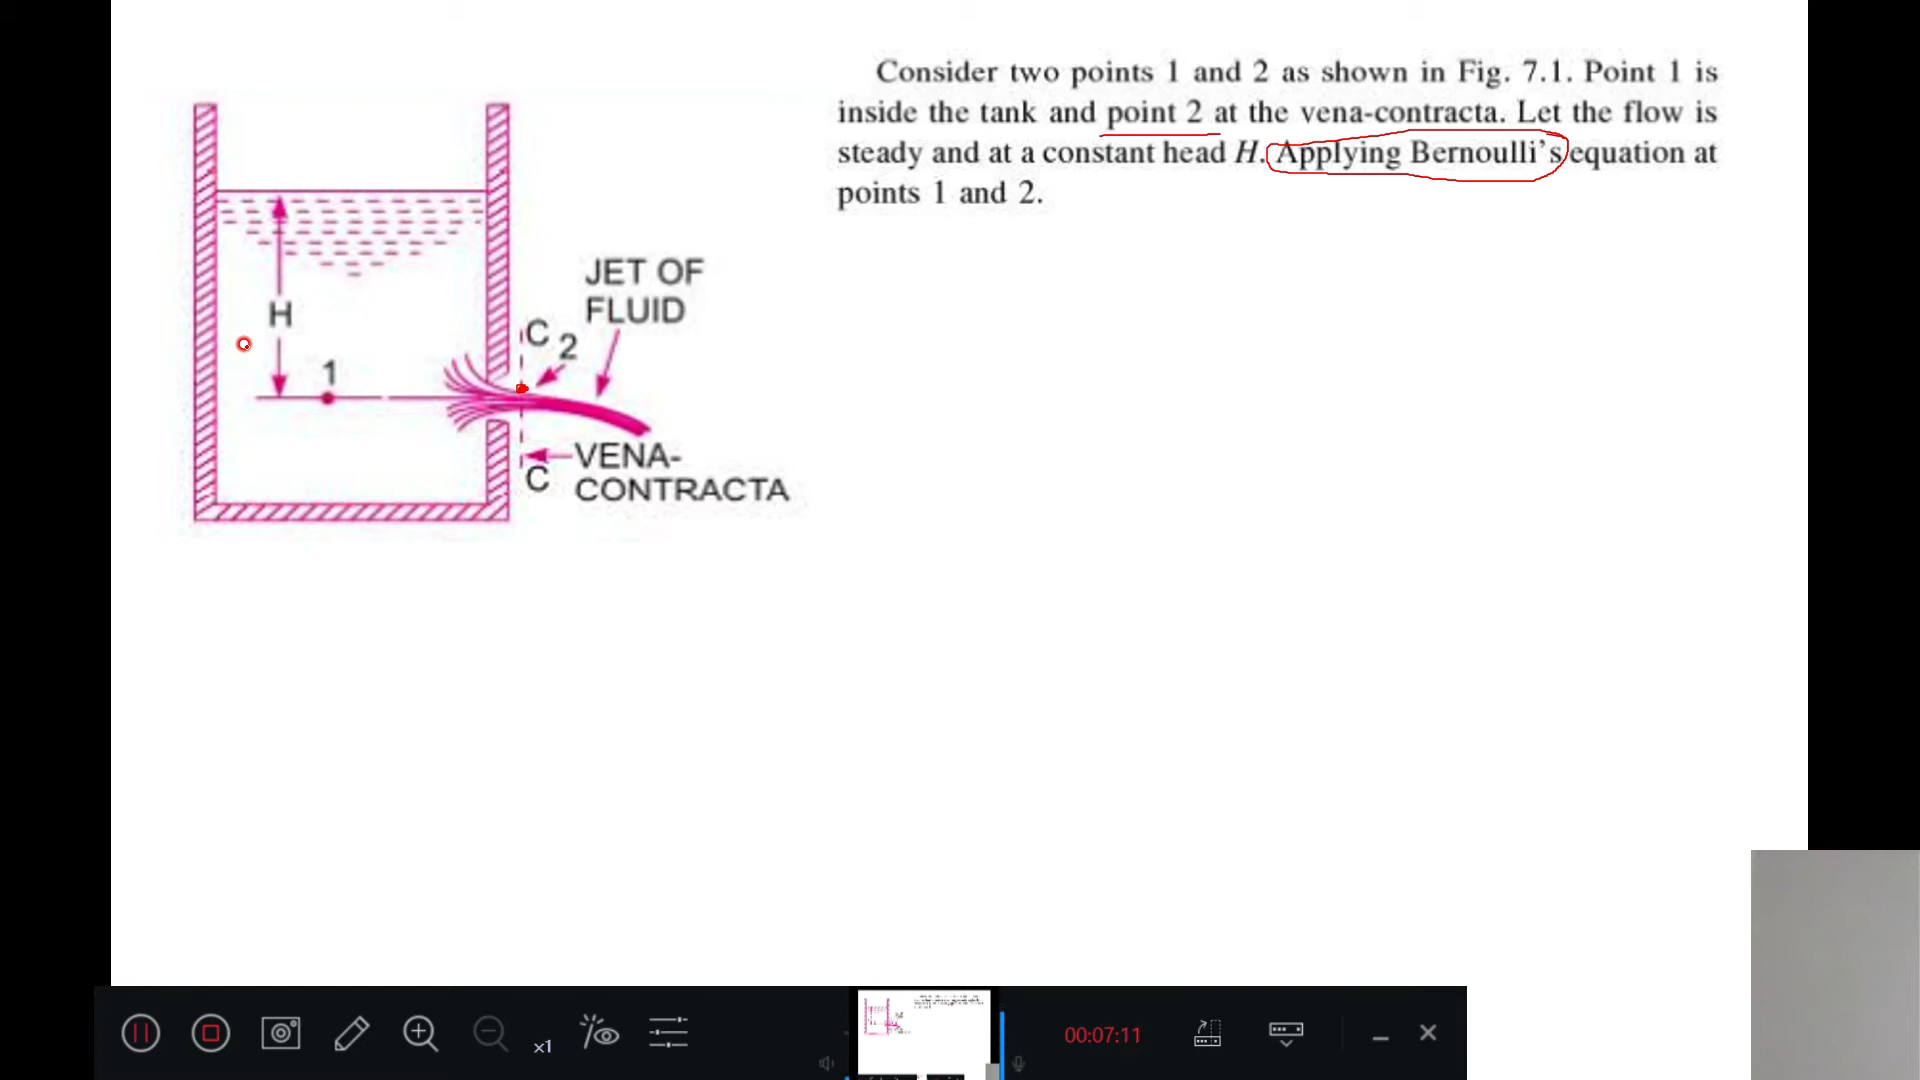 Consider two points 1 and 2 as shown in Fig. 7.1. Point 1 is
inside the tank and point 2 at the vena-contracta. Let the flow is
steady and at a constant head H. Applying Bernoulli's equation at
points 1 and 2.
JET OF
FLUID
H
C
2
1
VENA-
C
CONTRACTA
x1
00:07:11